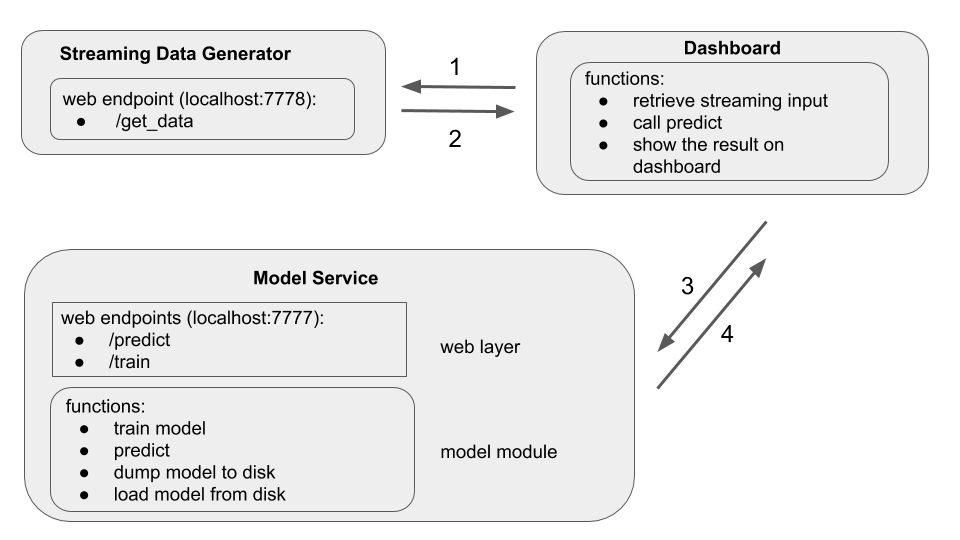 Streaming Data Generator
web endpoint (localhost:7778):
● /get_data
1
2
Dashboard
functions:
● retrieve streaming input
● call predict
● show the result on
dashboard
3
4
Model Service
web endpoints (localhost:7777):
● /predict
● /train
web layer
functions:
● train model
● predict
● dump model to disk
● load model from disk
model module